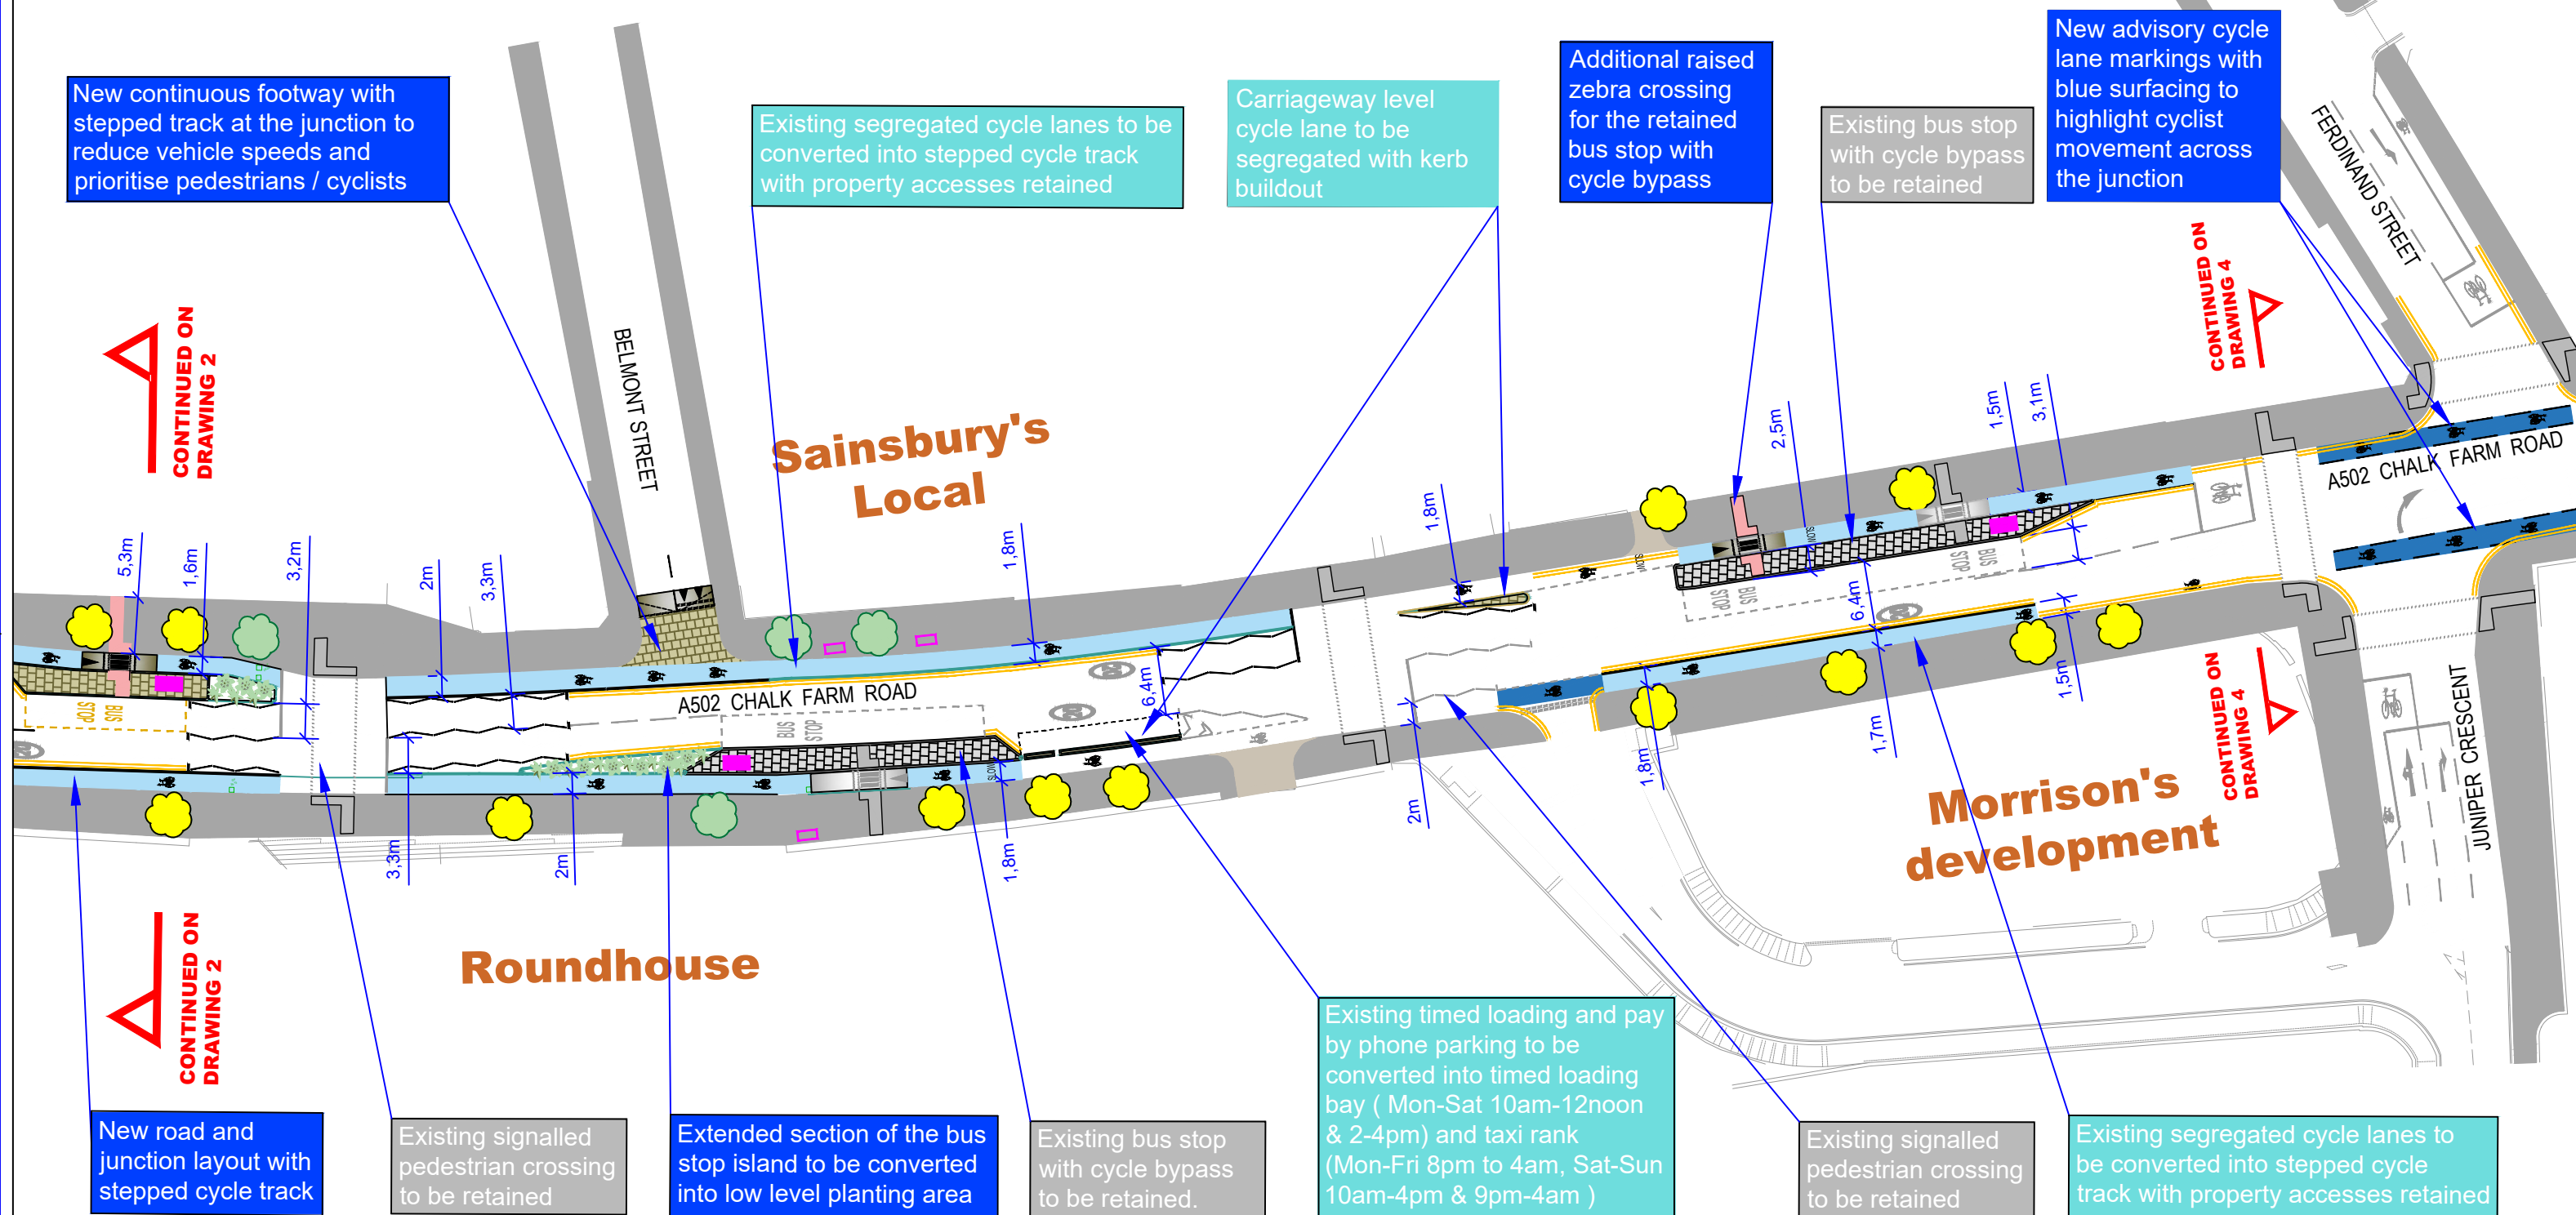 New continuous footway with
stepped track at the junction to
reduce vehicle speeds and
prioritise pedestrians / cyclists
Existing segregated cycle lanes to be
converted into stepped cycle track
with property accesses retained
Carriageway level
cycle lane to be
segregated with kerb
buildout
Additional raised
zebra crossing
for the retained
bus stop with
cycle bypass
Existing bus stop
with cycle bypass
to be retained
New advisory cycle
lane markings with
blue surfacing to
highlight cyclist
movement across
the junction
FERDINAND STREET
CONTINUED ON
DRAWING 2
BELMONT STREET
Sainsbury's
Local
CONTINUED ON
DRAWING 4
5,3m
1,6m
3,2m
2m
3,3m
1,8m
1,8m
2,5m
1,5m
3,1m
A502 CHALK FARM ROAD
A502 CHALK FARM ROAD
BUS
STOP
BUS
STOP
BUS
STOP
BUS
STOP
SLOW
SLOW
SLOW
6,4m
6,4m
3,3m
2m
1,8m
2m
1,8m
1,7m
1,5m
JUNIPER CRESCENT
Morrison's
development
CONTINUED ON
DRAWING 4
Roundhouse
CONTINUED ON
DRAWING 2
New road and
junction layout with
stepped cycle track
Existing signalled
pedestrian crossing
to be retained
Extended section of the bus
stop island to be converted
into low level planting area
Existing bus stop
with cycle bypass
to be retained.
Existing timed loading and pay
by phone parking to be
converted into timed loading
bay ( Mon-Sat 10am-12noon
& 2-4pm) and taxi rank
(Mon-Fri 8pm to 4am, Sat-Sun
10am-4pm & 9pm-4am )
Existing signalled
pedestrian crossing
to be retained
Existing segregated cycle lanes to
be converted into stepped cycle
track with property accesses retained